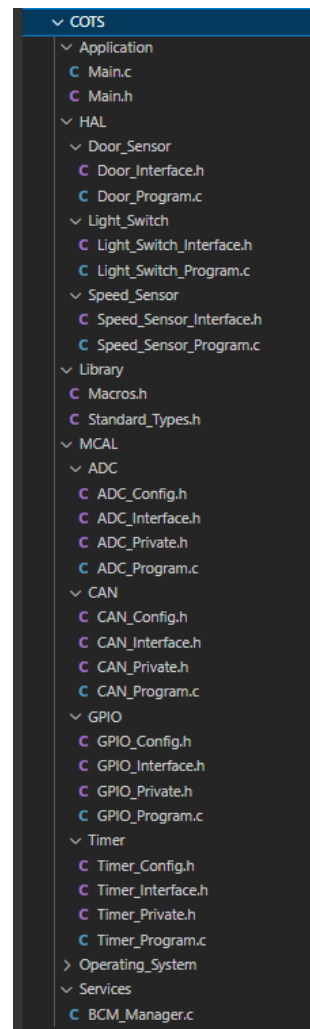 COTS
Application
C Main.c
C Main.h
HAL
Door_Sensor
C Door_Interface.h
C Door_Program.c
Light_Switch
C Light_Switch_Interface.h
C Light_Switch_Program.c
Speed_Sensor
C Speed_Sensor_Interface.h
C Speed_Sensor_Program.c
Library
C Macros.h
C Standard_Types.h
MCAL
ADC
C ADC_Config.h
C ADC_Interface.h
C ADC_Private.h
C ADC_Program.c
CAN
C CAN_Config.h
C CAN_Interface.h
C CAN_Private.h
C CAN_Program.c
GPIO
C GPIO_Config.h
C GPIO_Interface.h
C GPIO_Private.h
C GPIO_Program.c
Timer
C Timer_Config.h
C Timer_Interface.h
C Timer_Private.h
C Timer_Program.c
Operating_System
Services
C BCM_Manager.c